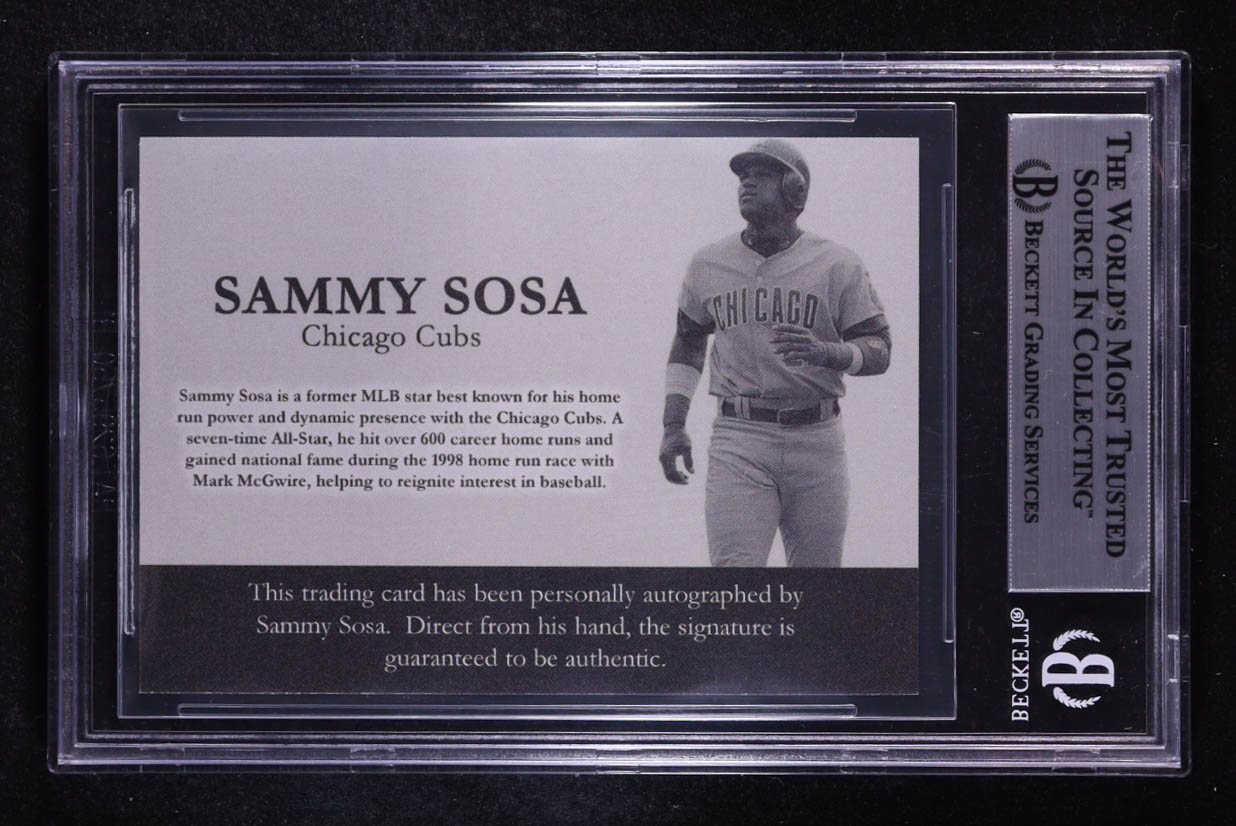 SAMMY SOSA
Chicago Cubs
Sammy Sosa is a former MLB star best known for his home
run power and dynamic presence with the Chicago Cubs. A
seven-time All-Star, he hit over 600 career home runs and
gained national fame during the 1998 home run race with
Mark McGwire, helping to reignite interest in baseball.
CHICAGO
This trading card has been personally autographed by
Sammy Sosa. Direct from his hand, the signature is
guaranteed to be authentic.
THE WORLD'S MOST TRUSTED
SOURCE IN COLLECTING™
B BECKETT GRADING SERVICES
B
BECKETT®